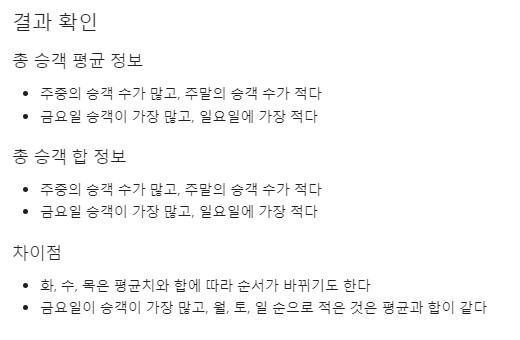 결과 확인
총 승객 평균 정보
주중의 승객 수가 많고, 주말의 승객 수가 적다
금요일 승객이 가장 많고, 일요일에 가장 적다
총 승객 합 정보
주중의 승객 수가 많고, 주말의 승객 수가 적다
금요일 승객이 가장 많고, 일요일에 가장 적다
차이점
화, 수, 목은 평균치와 합에 따라 순서가 바뀌기도 한다
금요일이 승객이 가장 많고, 월, 토, 일 순으로 적은 것은 평균과 합이 같다